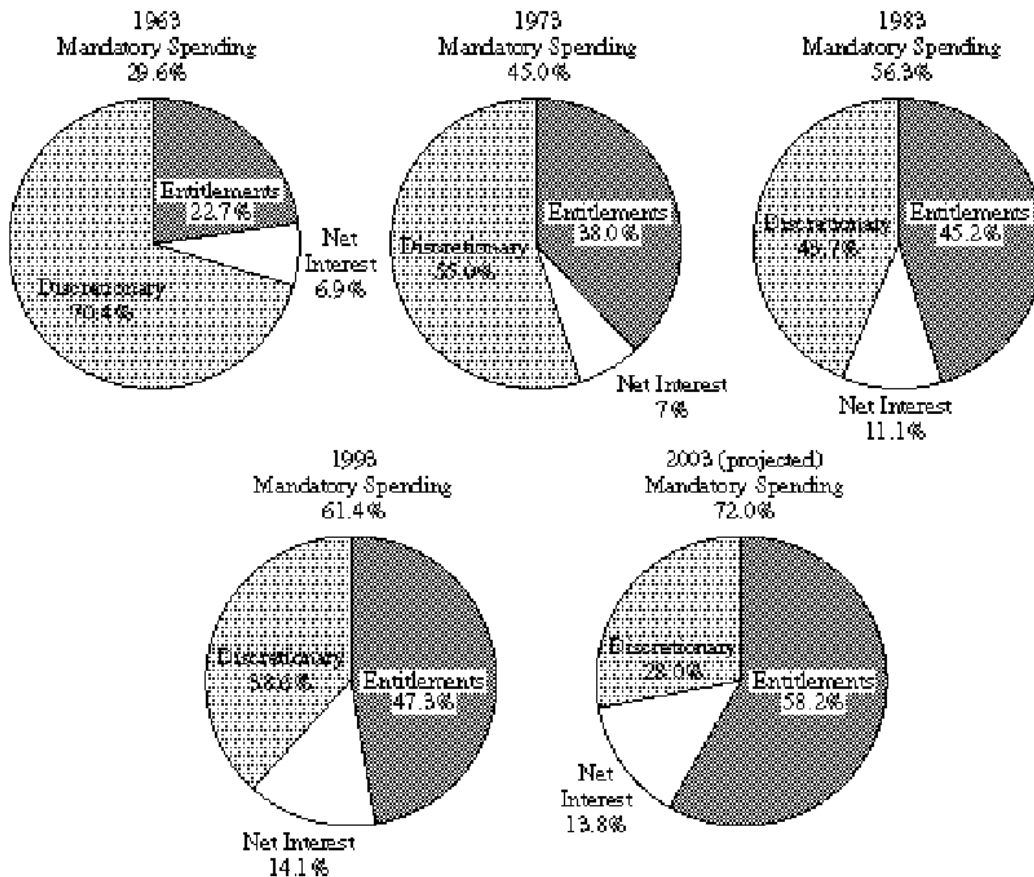 1963
Mandatory Spending
29.6%
Entitlements
22.7%
Net
Interest
6.9%
Discretionary
70.4%
1973
Mandatory Spending
45.0%
Entitlements
38.0%
Discretionary
55.0%
Net Interest
7%
1983
Mandatory Spending
56.3%
Discretionary
43.7%
Entitlements
45.2%
Net Interest
11.1%
1993
Mandatory Spending
61.4%
Discretionary
38.6%
Entitlements
47.3%
Net Interest
14.1%
2003 (projected)
Mandatory Spending
72.0%
Discretionary
28.0%
Entitlements
58.2%
Net
Interest
13.8%